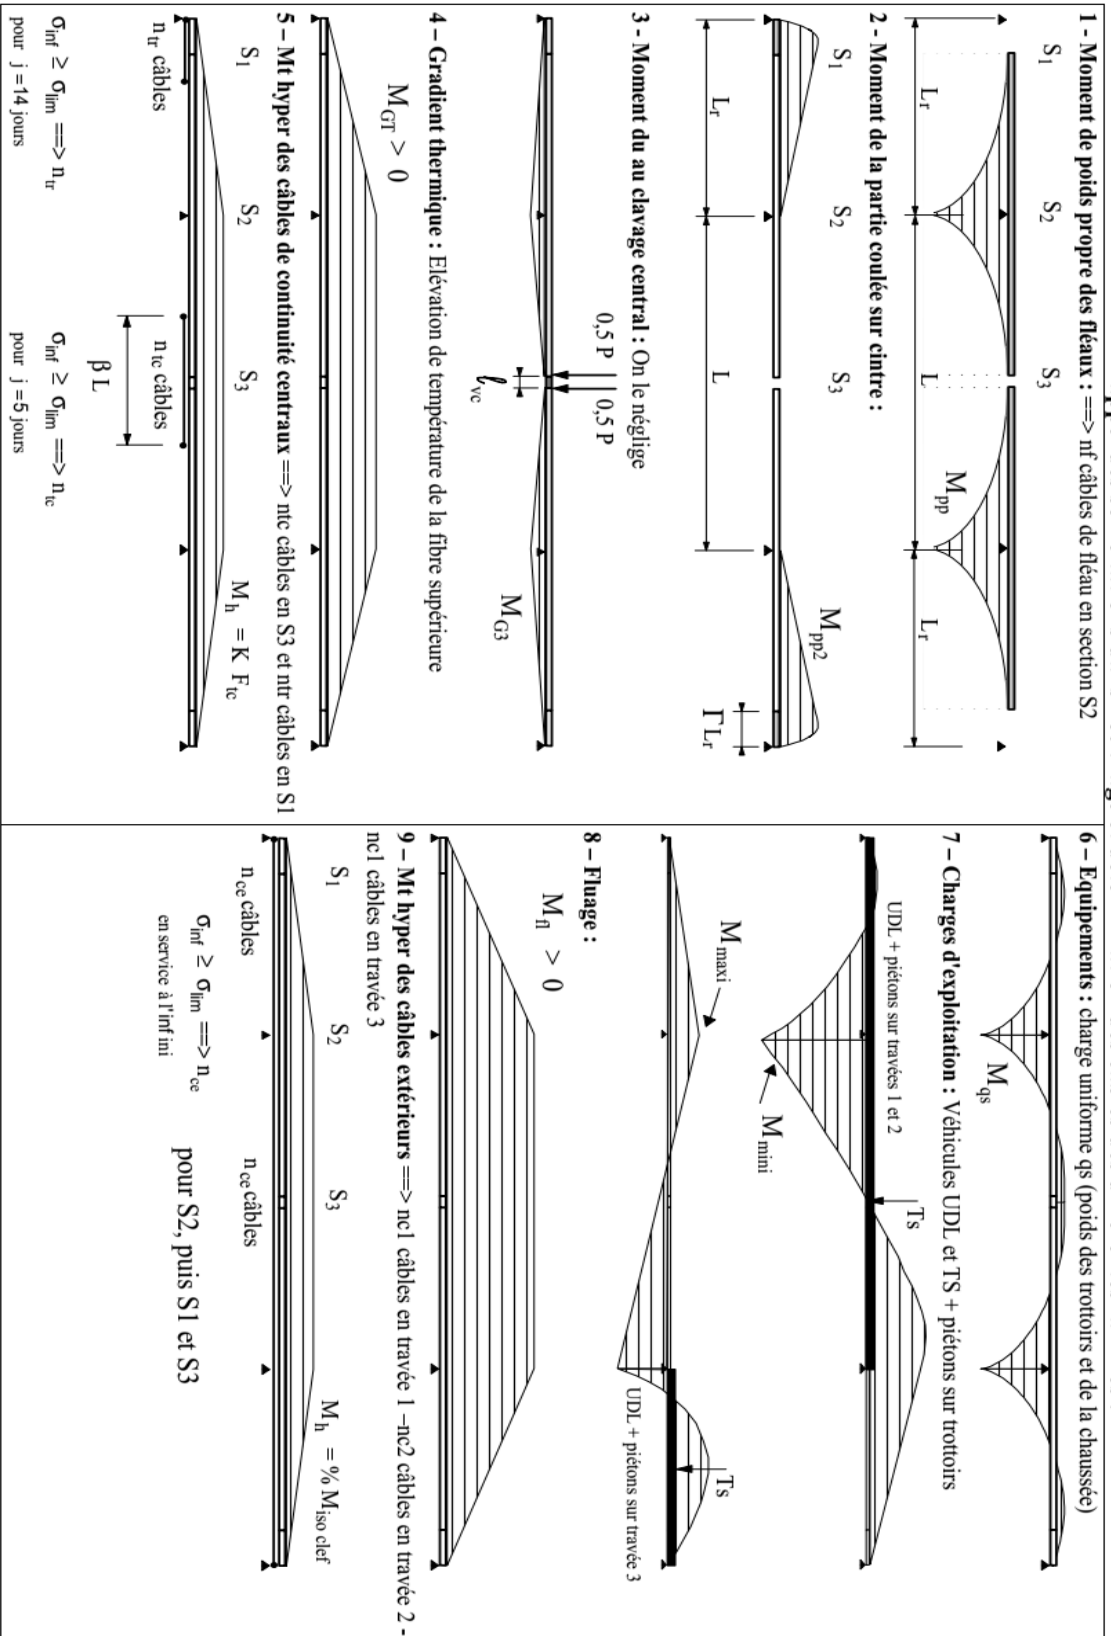 1 - Moment de poids propre des fléaux : ==> nf câbles de fléau en section S2
S1
S2
S3
Mpp
Lr
L
Lr
2 - Moment de la partie coulée sur cintre :
S1
S2
S3
Mpp2
Lr
L
Γ Lr
3 - Moment du au clavage central : On le néglige
0,5 P
0,5 P
ℓvc
MG3
4 – Gradient thermique : Elévation de température de la fibre supérieure
MGT > 0
5 – Mt hyper des câbles de continuité centraux ==> ntc câbles en S3 et ntr câbles en S1
S1
S2
S3
Mh = K Ftc
ntr câbles
ntc câbles
β L
σinf ≥ σlim ==> ntr
pour j =14 jours
σinf ≥ σlim ==> ntc
pour j =5 jours
6 – Equipements : charge uniforme qs (poids des trottoirs et de la chaussée)
Mqs
7 – Charges d'exploitation : Véhicules UDL et TS + piétons sur trottoirs
Ts
UDL + piétons sur travées 1 et 2
Mmini
Mmaxi
Ts
UDL + piétons sur travée 3
8 – Fluage :
Mfl > 0
9 – Mt hyper des câbles extérieurs ==> nc1 câbles en travée 1 –nc2 câbles en travée 2 -
nc1 câbles en travée 3
S1
S2
S3
Mh = % Miso clef
nce câbles
nce câbles
σinf ≥ σlim ==> nce
en service à l'infini
pour S2, puis S1 et S3